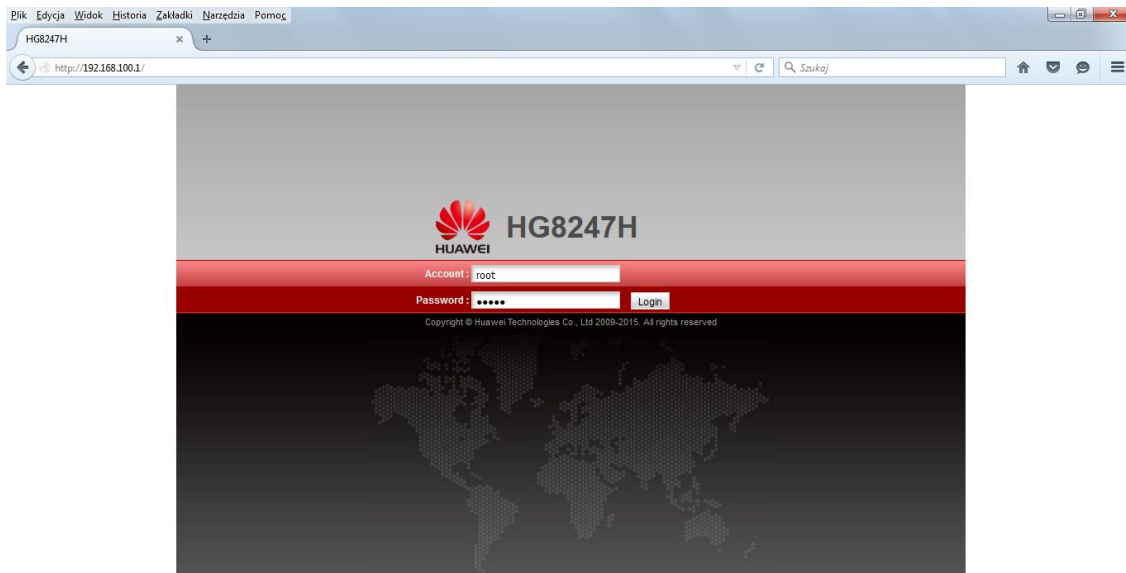 Plik Edycja Widok Historia Zakładki Narzędzia Pomoc
HG8247H
http://192.168.100.1/
Szukaj
HUAWEI
HG8247H
Account : root
Password : ●●●●● Login
Copyright © Huawei Technologies Co., Ltd 2009-2015. All rights reserved